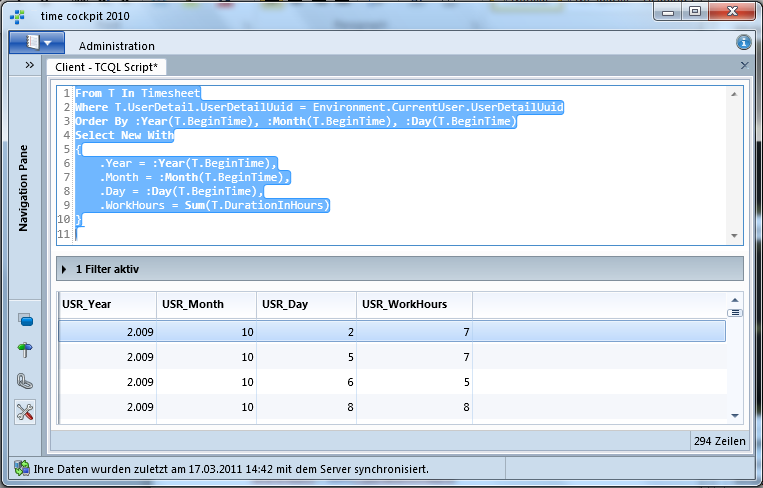 time cockpit 2010
Administration
Client - TCQL Script*
Navigation Pane
1 From T In Timesheet
2 Where T.UserDetail.UserDetailUuid = Environment.CurrentUser.UserDetailUuid
3 Order By :Year(T.BeginTime), :Month(T.BeginTime), :Day(T.BeginTime)
4 Select New With
5 {
6 .Year = :Year(T.BeginTime),
7 .Month = :Month(T.BeginTime),
8 .Day = :Day(T.BeginTime),
9 .WorkHours = Sum(T.DurationInHours)
10 }
11
1 Filter aktiv
USR_Year USR_Month USR_Day USR_WorkHours
2.009 10 2 7
2.009 10 5 7
2.009 10 6 5
2.009 10 8 8
294 Zeilen
Ihre Daten wurden zuletzt am 17.03.2011 14:42 mit dem Server synchronisiert.